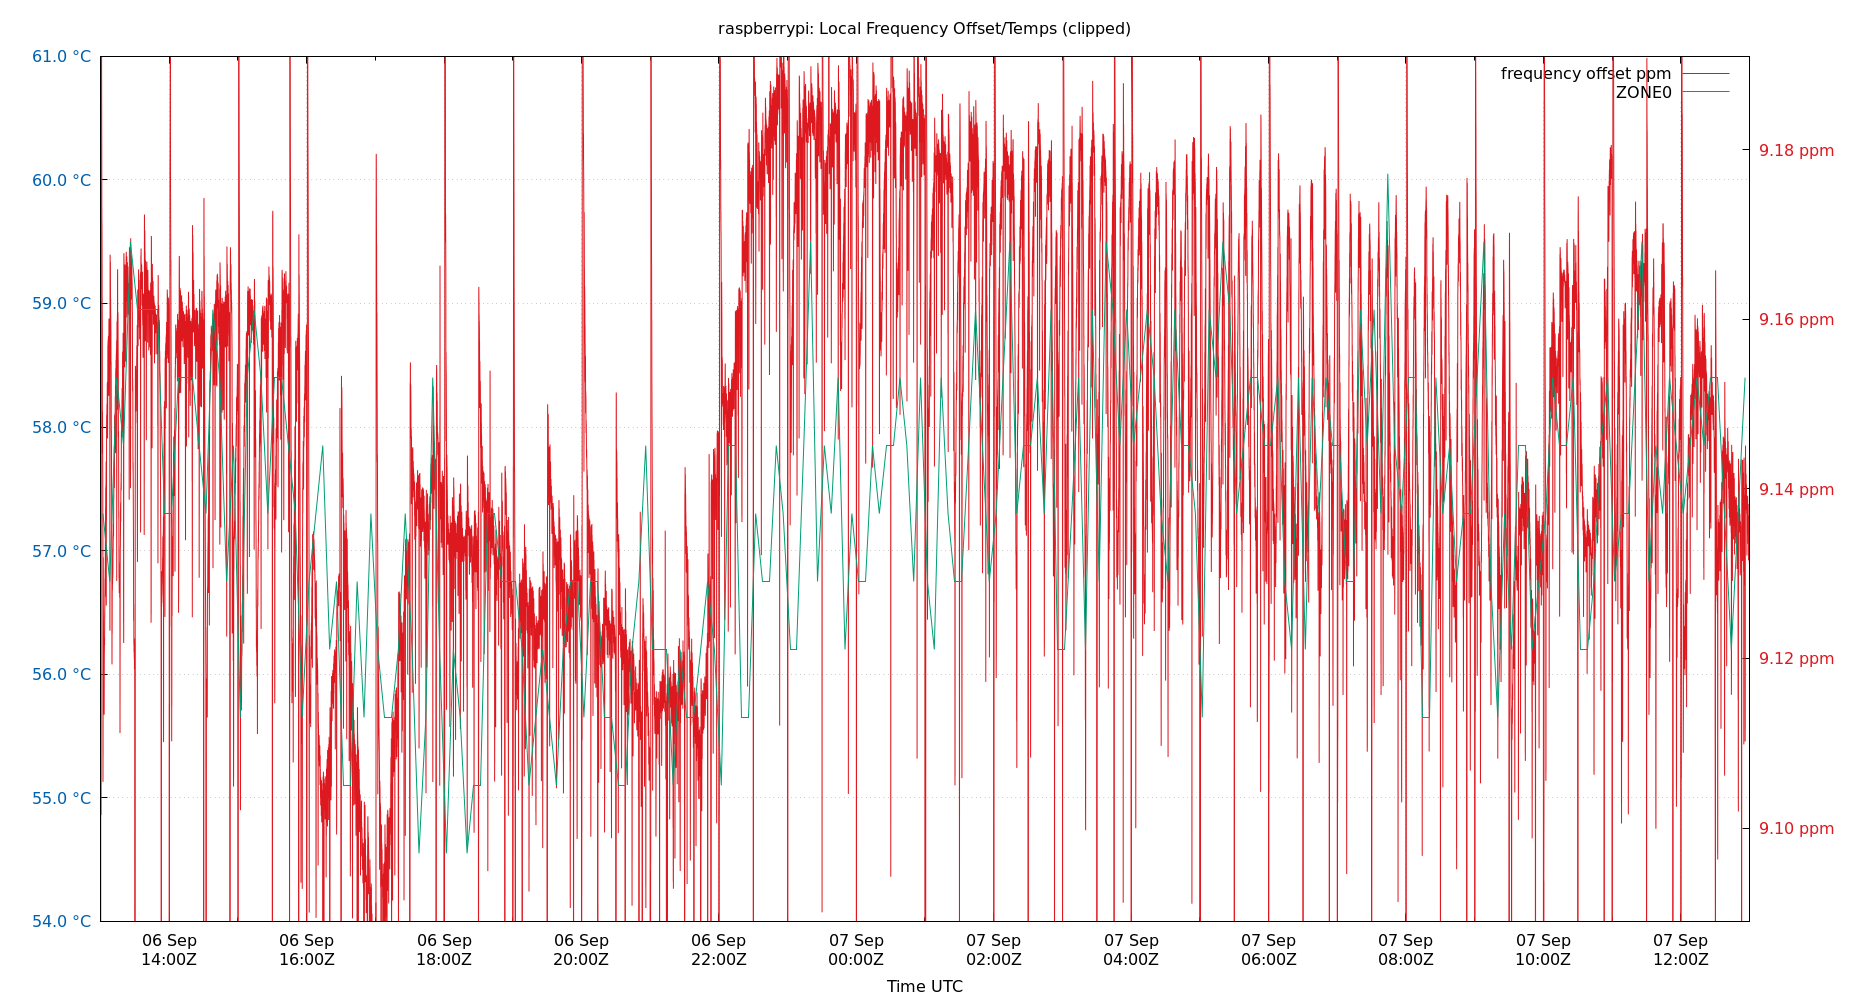 raspberrypi: Local Frequency Offset/Temps (clipped)
61.0 °C
60.0 °C
59.0 °C
58.0 °C
57.0 °C
56.0 °C
55.0 °C
54.0 °C
frequency offset ppm
ZONE0
9.18 ppm
9.16 ppm
9.14 ppm
9.12 ppm
9.10 ppm
06 Sep 06 Sep 06 Sep 06 Sep 06 Sep 07 Sep 07 Sep 07 Sep 07 Sep 07 Sep 07 Sep 07 Sep
14:00Z 16:00Z 18:00Z 20:00Z 22:00Z 00:00Z 02:00Z 04:00Z 06:00Z 08:00Z 10:00Z 12:00Z
Time UTC